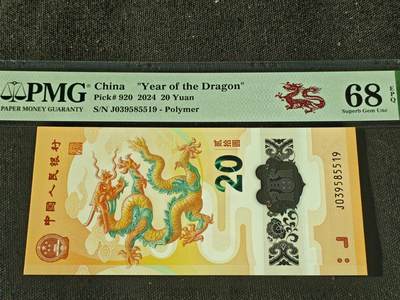 PMG
PAPER MONEY GUARANTY
China "Year of the Dragon"
Pick# 920 2024 20 Yuan
S/N J039585519 - Polymer
68 EPQ
Superb Gem Unc
中国人民银行
贰拾圆
20
J039585519